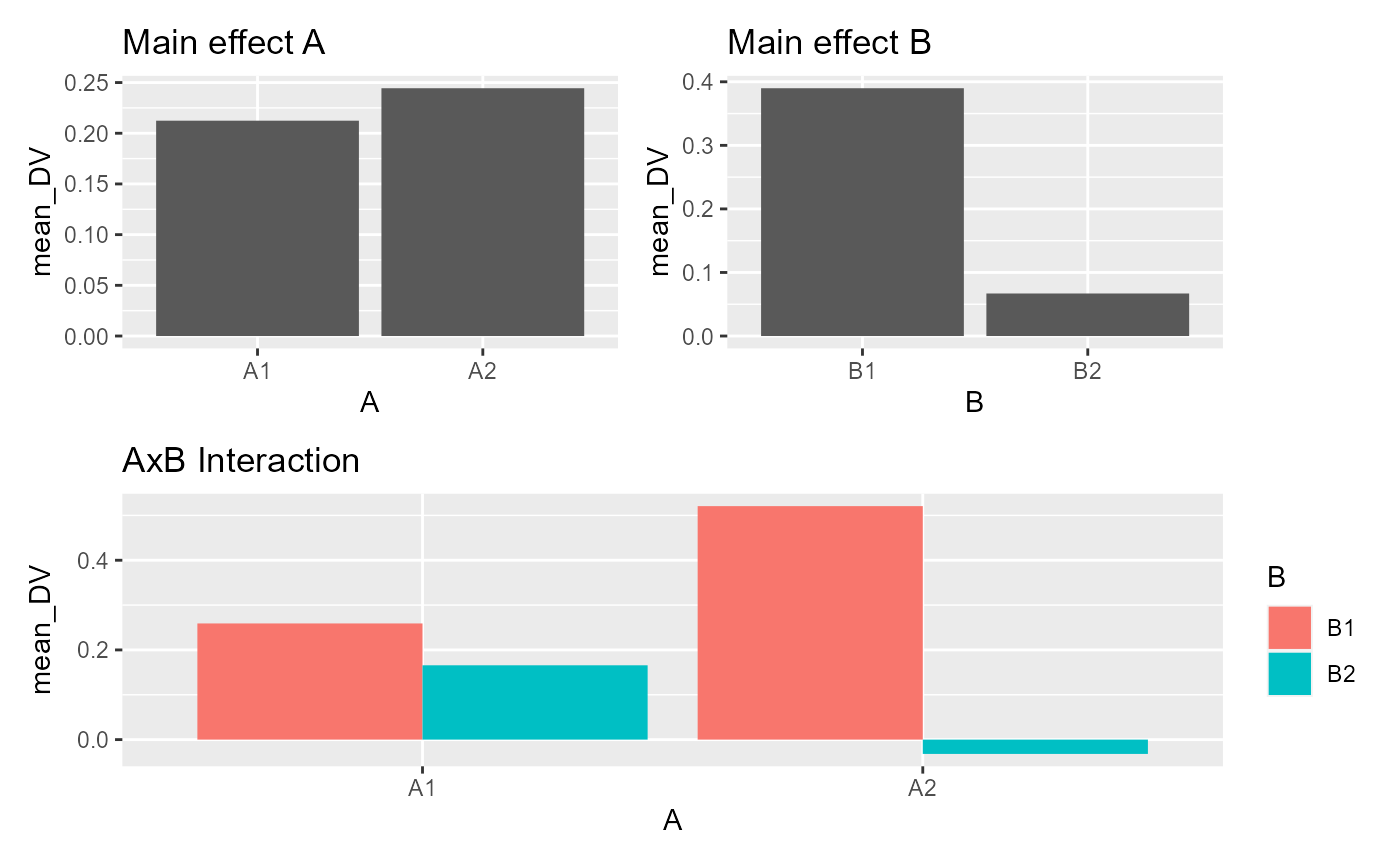 Main effect A
mean_DV
0.25
0.20
0.15
0.10
0.05
0.00
A1 A2
A
Main effect B
mean_DV
0.4
0.3
0.2
0.1
0.0
B1 B2
B
AxB Interaction
mean_DV
0.4
0.2
0.0
A1 A2
A
B
B1
B2